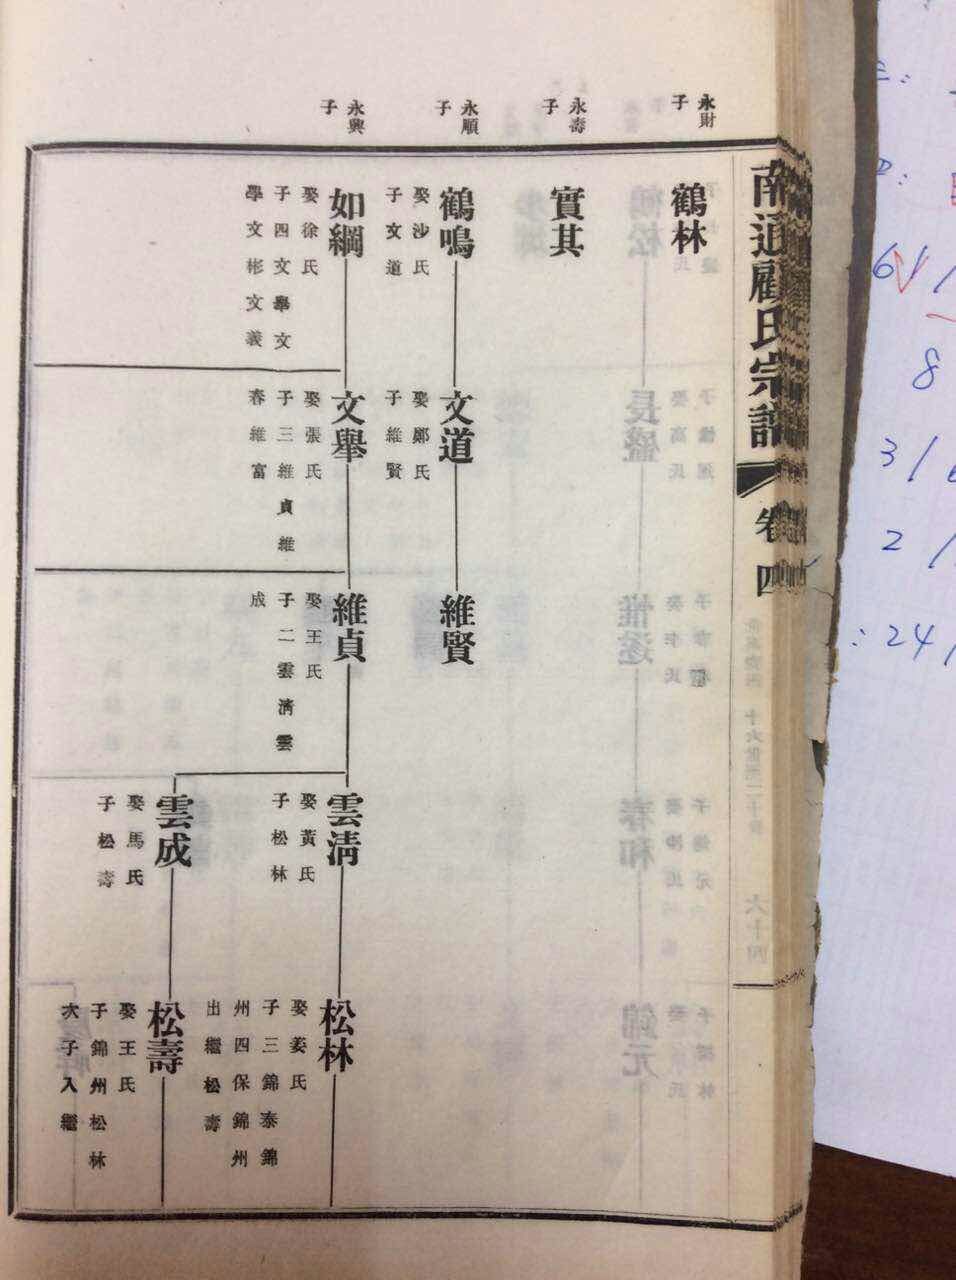 南通顧氏宗譜
卷四
永財
子
鶴林
永壽
子
實其
永順
子
鶴鳴
娶沙氏
子文道
文道
娶鄭氏
子維賢
維賢
永興
子
如綱
娶徐氏
子四文舉文
學文彬文義
文舉
娶張氏
子三維貞維
春維富
維貞
娶王氏
子二雲清雲
成
雲清
娶黃氏
子松林
松林
娶姜氏
子三錦泰錦
州四保錦州
出繼松壽
雲成
娶馬氏
子松壽
松壽
娶王氏
子錦州松林
次子入繼
6
8
3
2
24